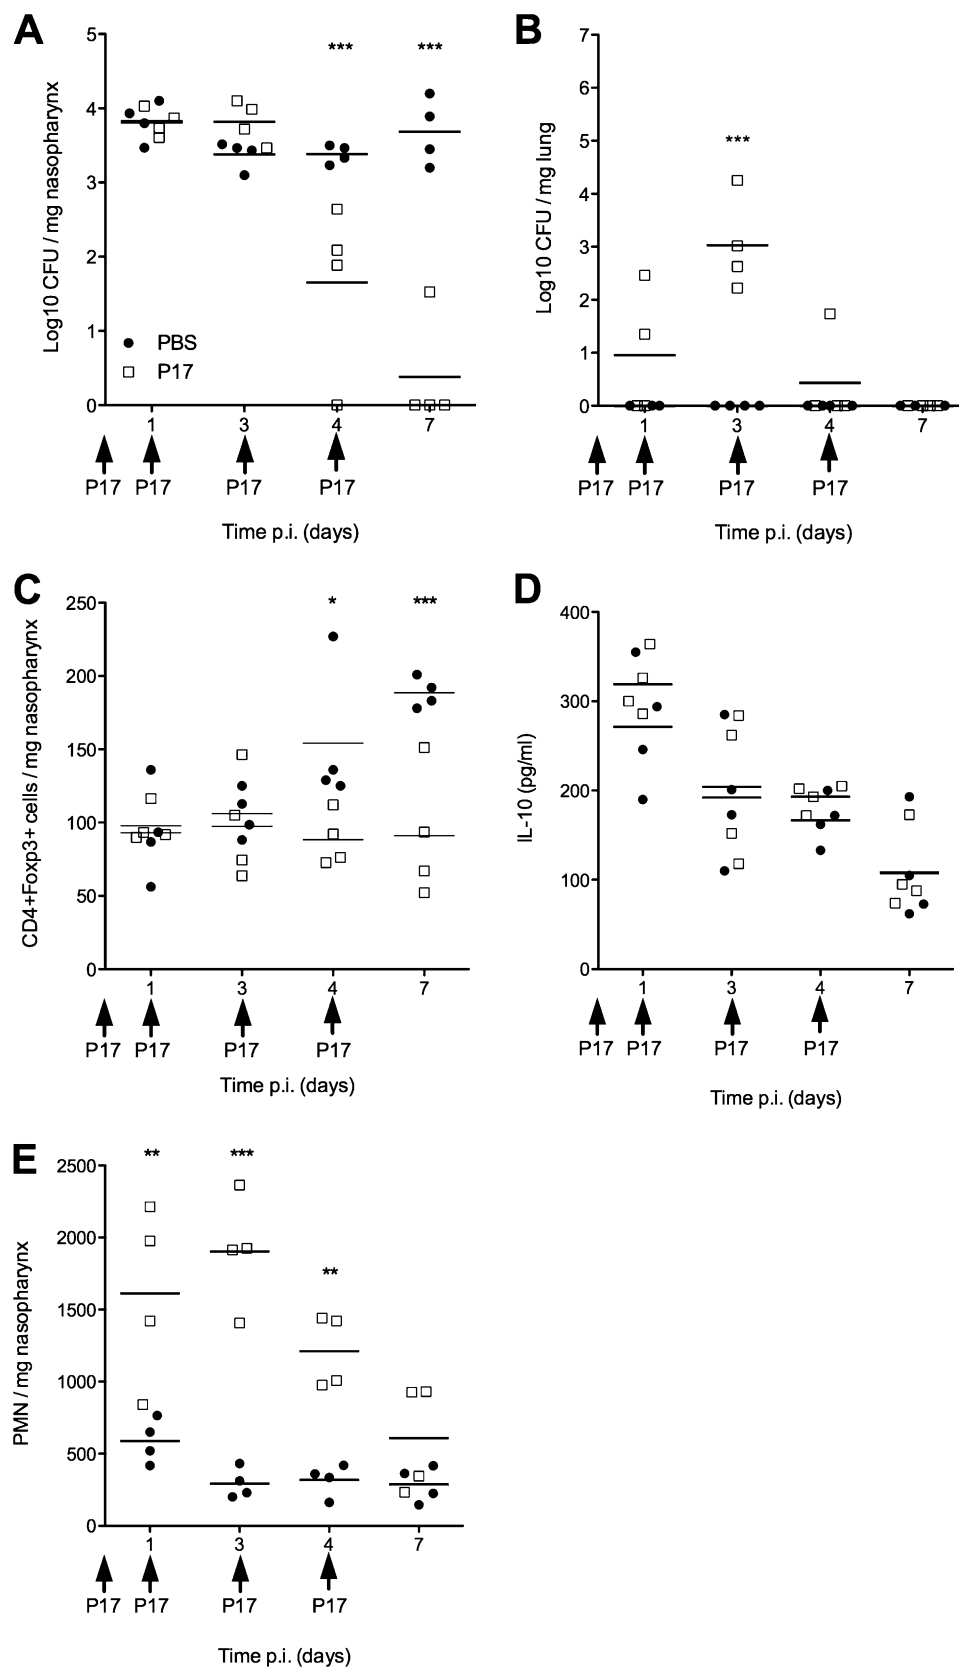 A
Log10 CFU / mg nasopharynx
5
4
3
2
1
0
*** ***
PBS
P17
1 3 4 7
P17 P17 P17 P17
Time p.i. (days)
B
Log10 CFU / mg lung
7
6
5
4
3
2
1
0
***
1 3 4 7
P17 P17 P17 P17
Time p.i. (days)
C
CD4+Foxp3+ cells / mg nasopharynx
250
200
150
100
50
0
* ***
1 3 4 7
P17 P17 P17 P17
Time p.i. (days)
D
IL-10 (pg/ml)
400
300
200
100
0
1 3 4 7
P17 P17 P17 P17
Time p.i. (days)
E
PMN / mg nasopharynx
2500
2000
1500
1000
500
0
** ***
**
1 3 4 7
P17 P17 P17 P17
Time p.i. (days)